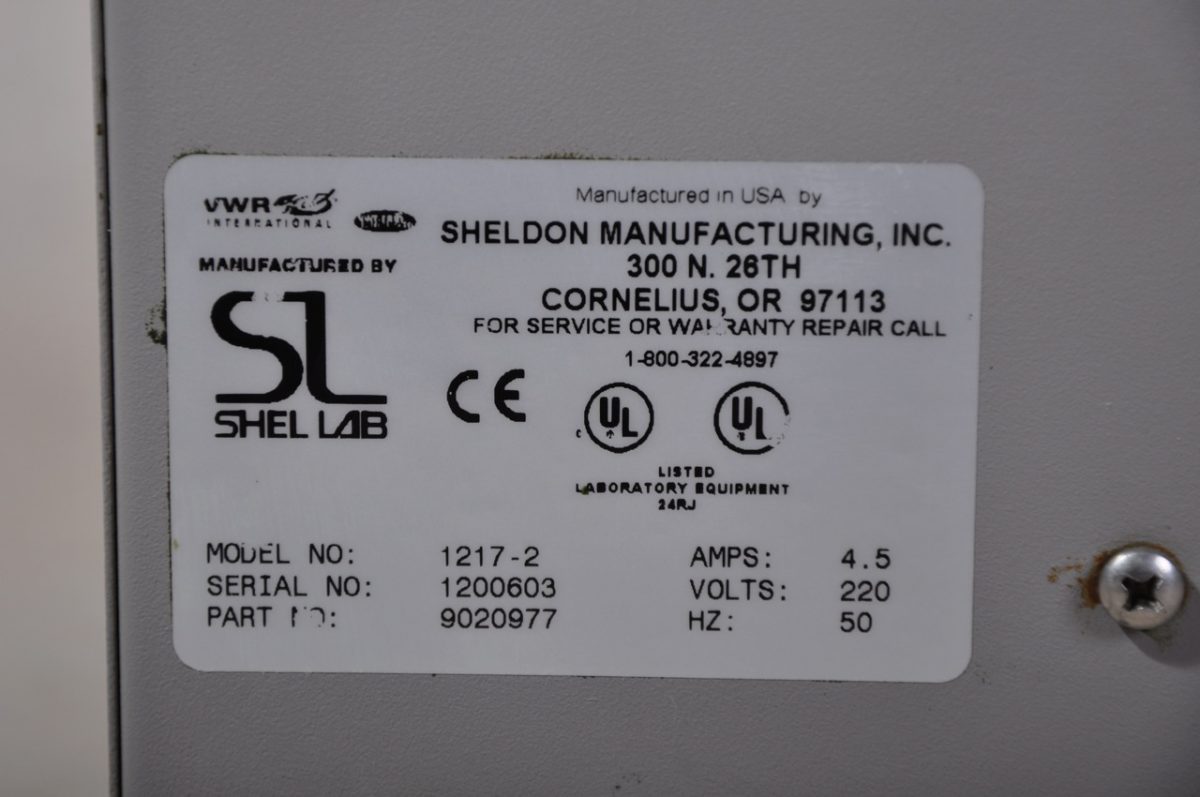 VWR
INTERNATIONAL
MANUFACTURED BY
SL
SHEL LAB
Manufactured in USA by
SHELDON MANUFACTURING, INC.
300 N. 26TH
CORNELIUS, OR 97113
FOR SERVICE OR WARRANTY REPAIR CALL
1-800-322-4897
CE
c UL
UL
LISTED
LABORATORY EQUIPMENT
24RJ
MODEL NO: 1217-2 AMPS: 4.5
SERIAL NO: 1200603 VOLTS: 220
PART NO: 9020977 HZ: 50